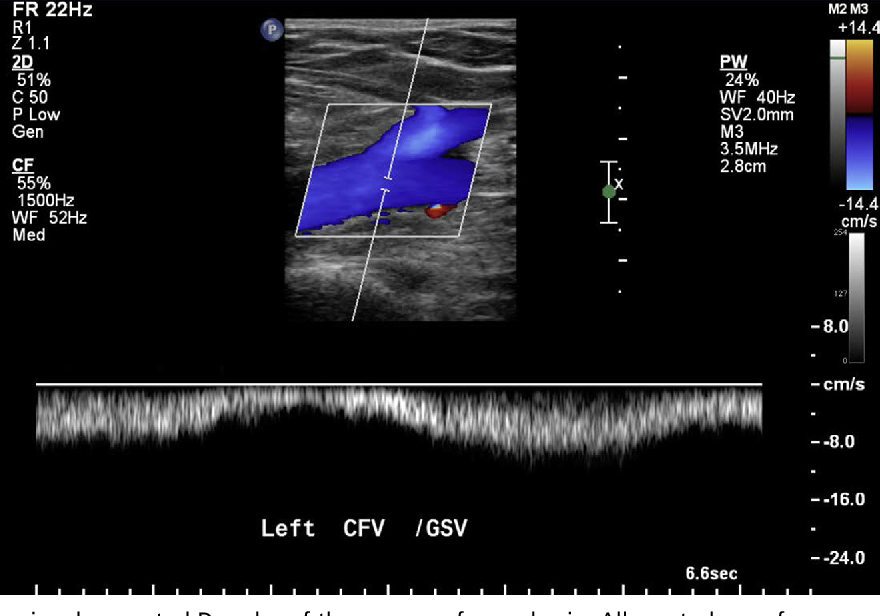 FR 22Hz
R1
Z 1.1
2D
51%
C 50
P Low
Gen
CF
55%
1500Hz
WF 52Hz
Med
P
PW
24%
WF 40Hz
SV2.0mm
M3
3.5MHz
2.8cm
X
M2 M3
+14.4
-14.4
cm/s
254
127
0
8.0
cm/s
-8.0
-16.0
-24.0
Left CFV /GSV
6.6sec